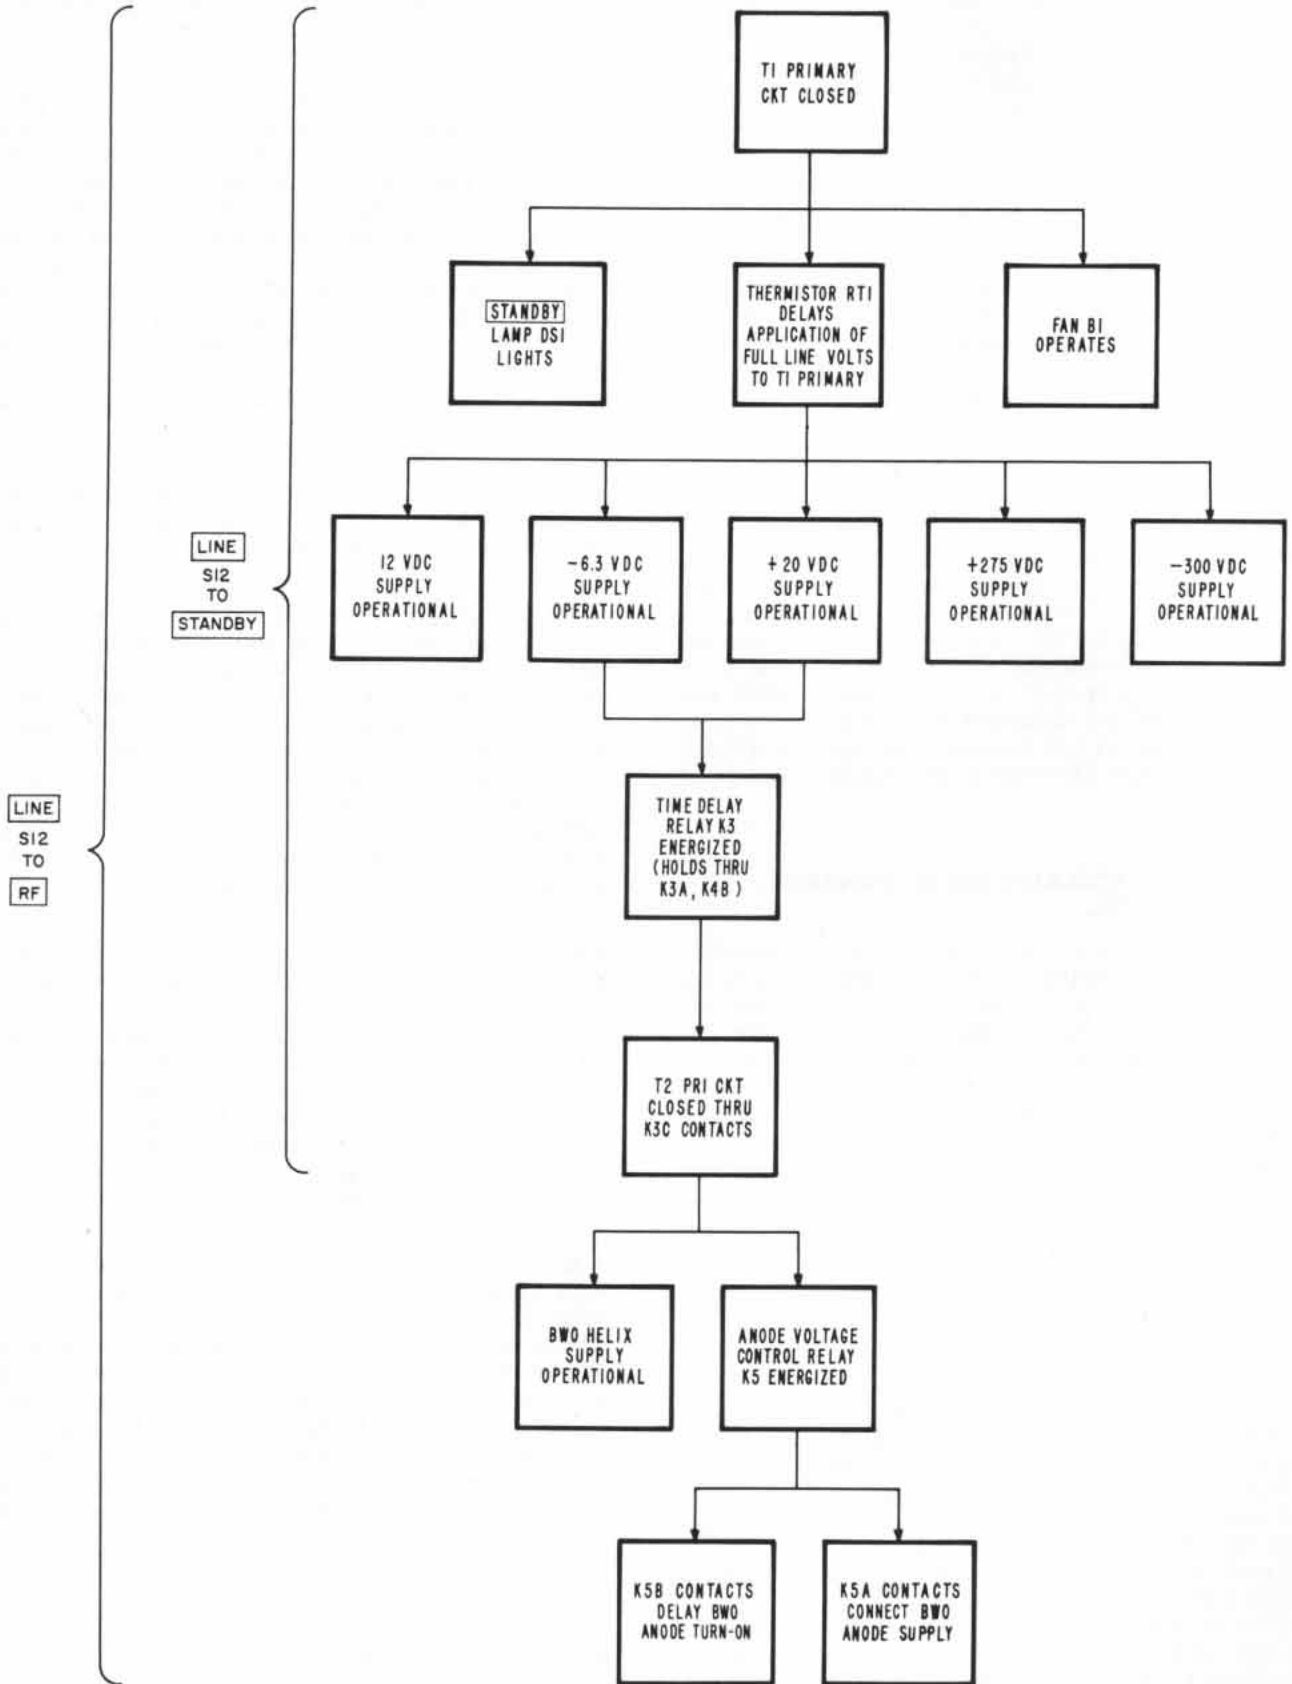 T1 PRIMARY
CKT CLOSED
STANDBY
LAMP DS1
LIGHTS
THERMISTOR RT1
DELAYS
APPLICATION OF
FULL LINE VOLTS
TO T1 PRIMARY
FAN B1
OPERATES
LINE
S12
TO
STANDBY
12 VDC
SUPPLY
OPERATIONAL
-6.3 VDC
SUPPLY
OPERATIONAL
+20 VDC
SUPPLY
OPERATIONAL
+275 VDC
SUPPLY
OPERATIONAL
-300 VDC
SUPPLY
OPERATIONAL
LINE
S12
TO
RF
TIME DELAY
RELAY K3
ENERGIZED
(HOLDS THRU
K3A, K4B)
T2 PRI CKT
CLOSED THRU
K3C CONTACTS
BWO HELIX
SUPPLY
OPERATIONAL
ANODE VOLTAGE
CONTROL RELAY
K5 ENERGIZED
K5B CONTACTS
DELAY BWO
ANODE TURN-ON
K5A CONTACTS
CONNECT BWO
ANODE SUPPLY